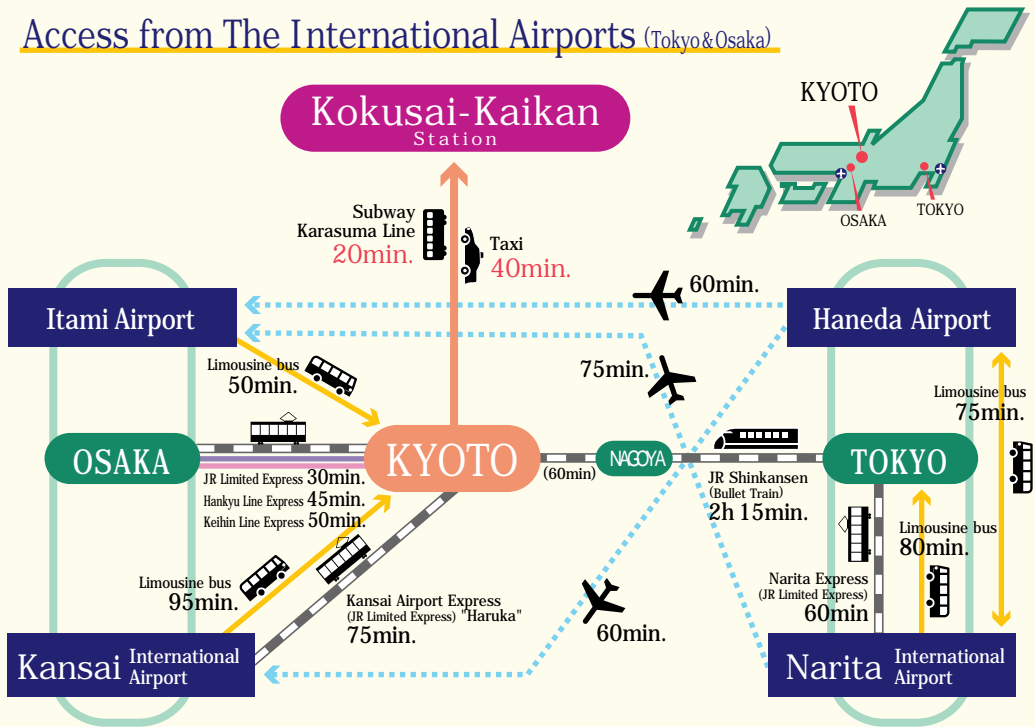 Access from The International Airports (Tokyo&Osaka)
KYOTO
OSAKA
TOKYO
Kokusai-Kaikan
Station
Subway
Karasuma Line
20min.
Taxi
40min.
Itami Airport
60min.
Haneda Airport
Limousine bus
50min.
75min.
Limousine bus
75min.
OSAKA
KYOTO
NAGOYA
(60min)
TOKYO
JR Limited Express 30min.
Hankyu Line Express 45min.
Keihin Line Express 50min.
JR Shinkansen
(Bullet Train)
2h 15min.
Limousine bus
80min.
Limousine bus
95min.
Kansai Airport Express
(JR Limited Express) "Haruka"
75min.
60min.
Narita Express
(JR Limited Express)
60min
Kansai International
Airport
Narita International
Airport